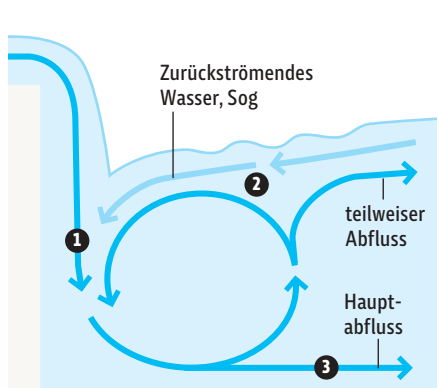 Zurückströmendes
Wasser, Sog
2
1
teilweiser
Abfluss
Haupt-
abfluss
3